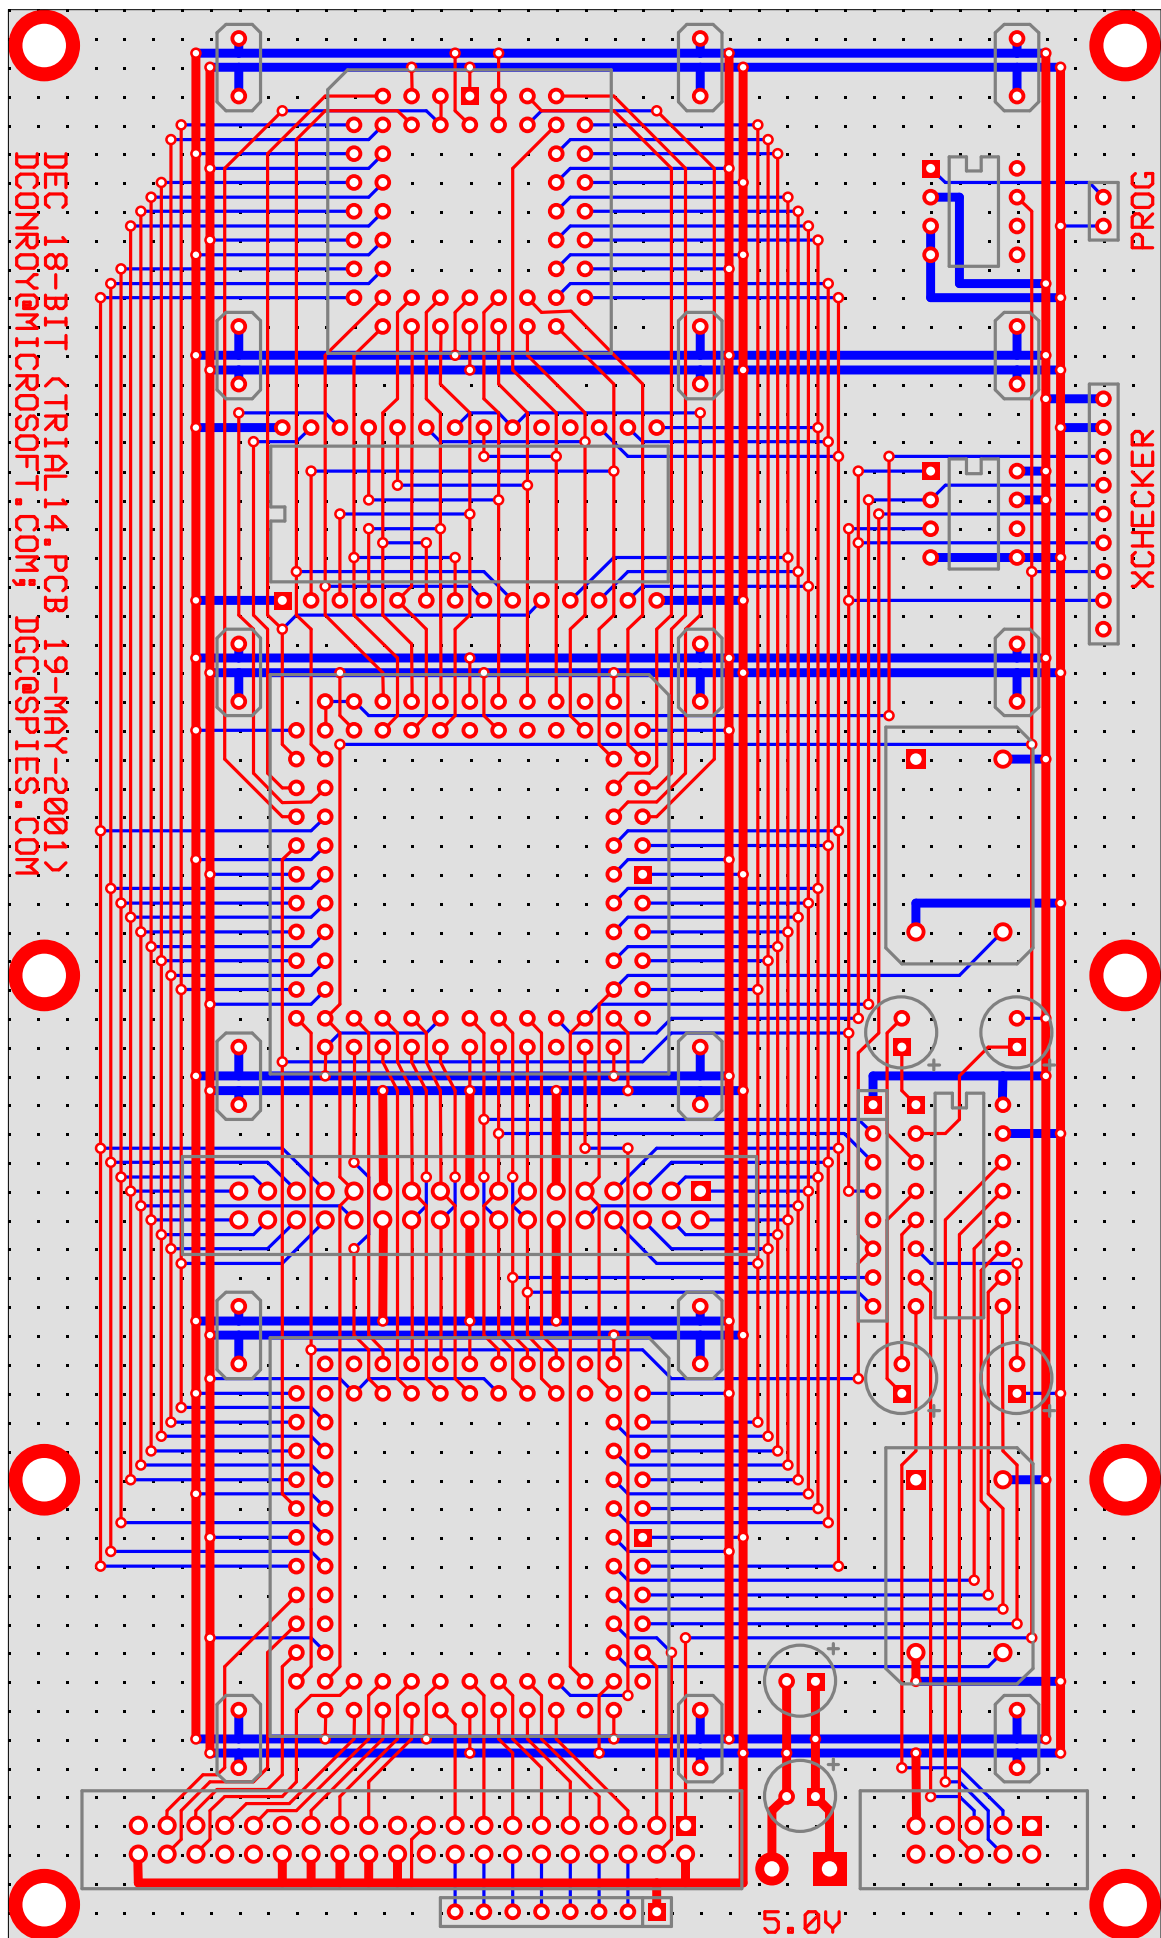 DEC 18-BIT (TRIAL14.PCB 19-MAY-2001)
DCONROY@MICROSOFT.COM; DGC@SPIES.COM
PROG
XCHECKER
+
+
+
+
+
+
5.0V